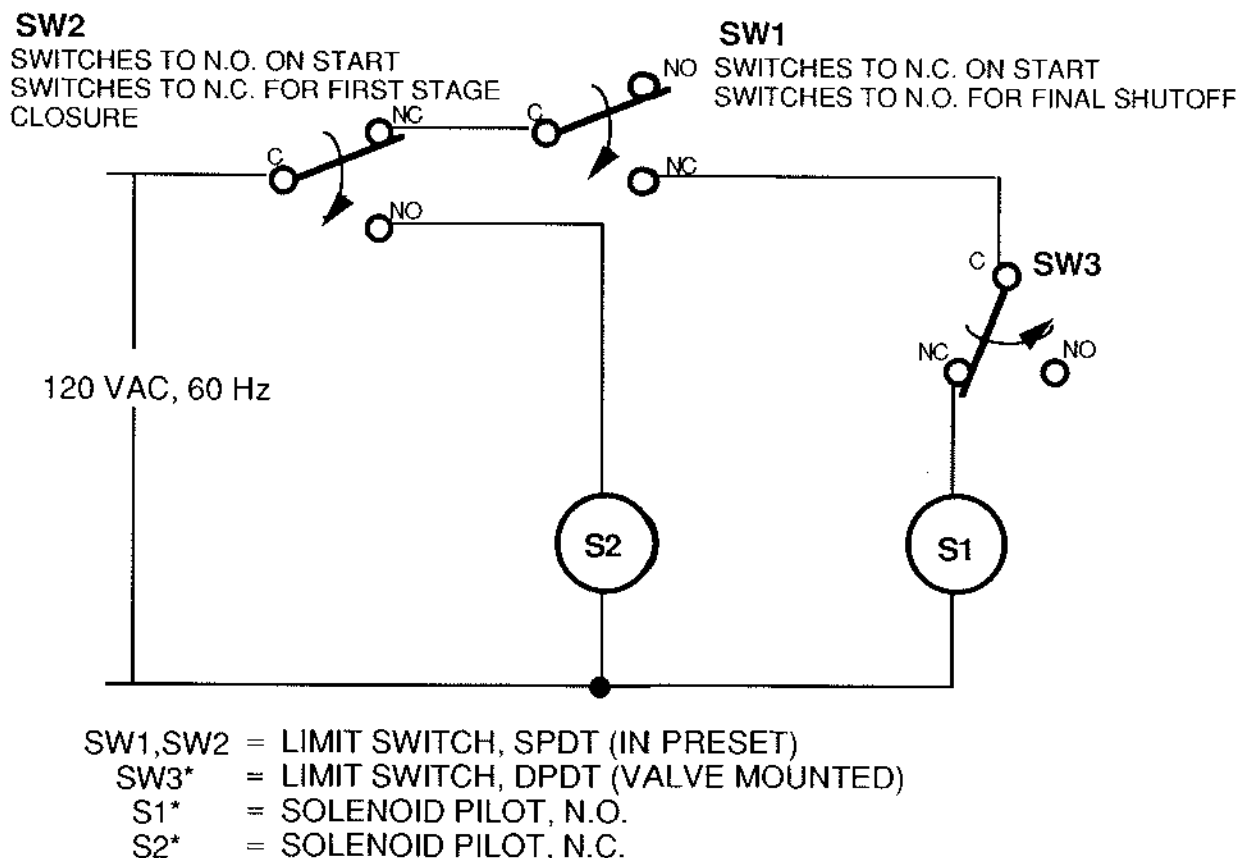 SW2
SWITCHES TO N.O. ON START
SWITCHES TO N.C. FOR FIRST STAGE
CLOSURE
SW1
SWITCHES TO N.C. ON START
SWITCHES TO N.O. FOR FINAL SHUTOFF
NO
NC
C
C
NC
NO
C
SW3
NC
NO
120 VAC, 60 Hz
S2
S1
SW1,SW2 = LIMIT SWITCH, SPDT (IN PRESET)
SW3* = LIMIT SWITCH, DPDT (VALVE MOUNTED)
S1* = SOLENOID PILOT, N.O.
S2* = SOLENOID PILOT, N.C.